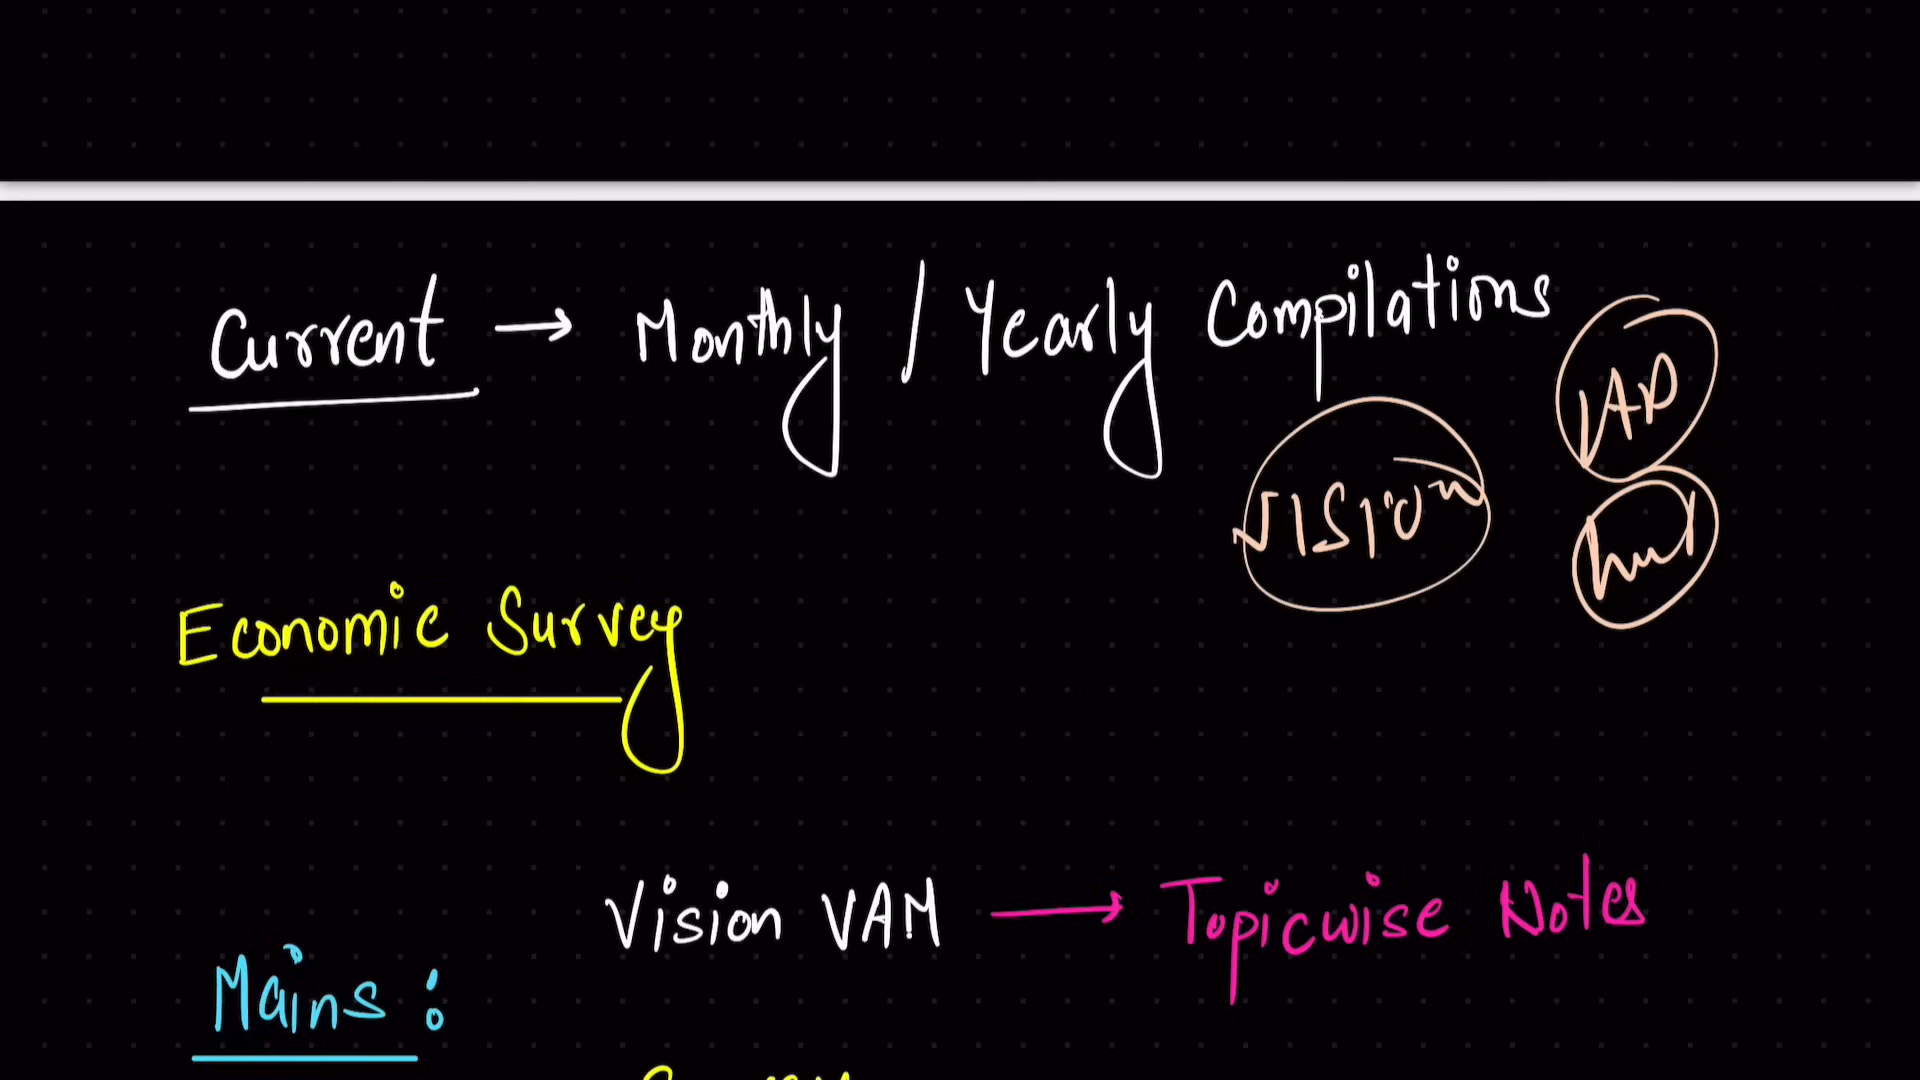 Current → Monthly / Yearly Compilations
VISION
Economic Survey
Vision VAM → Topicwise Notes
Mains :